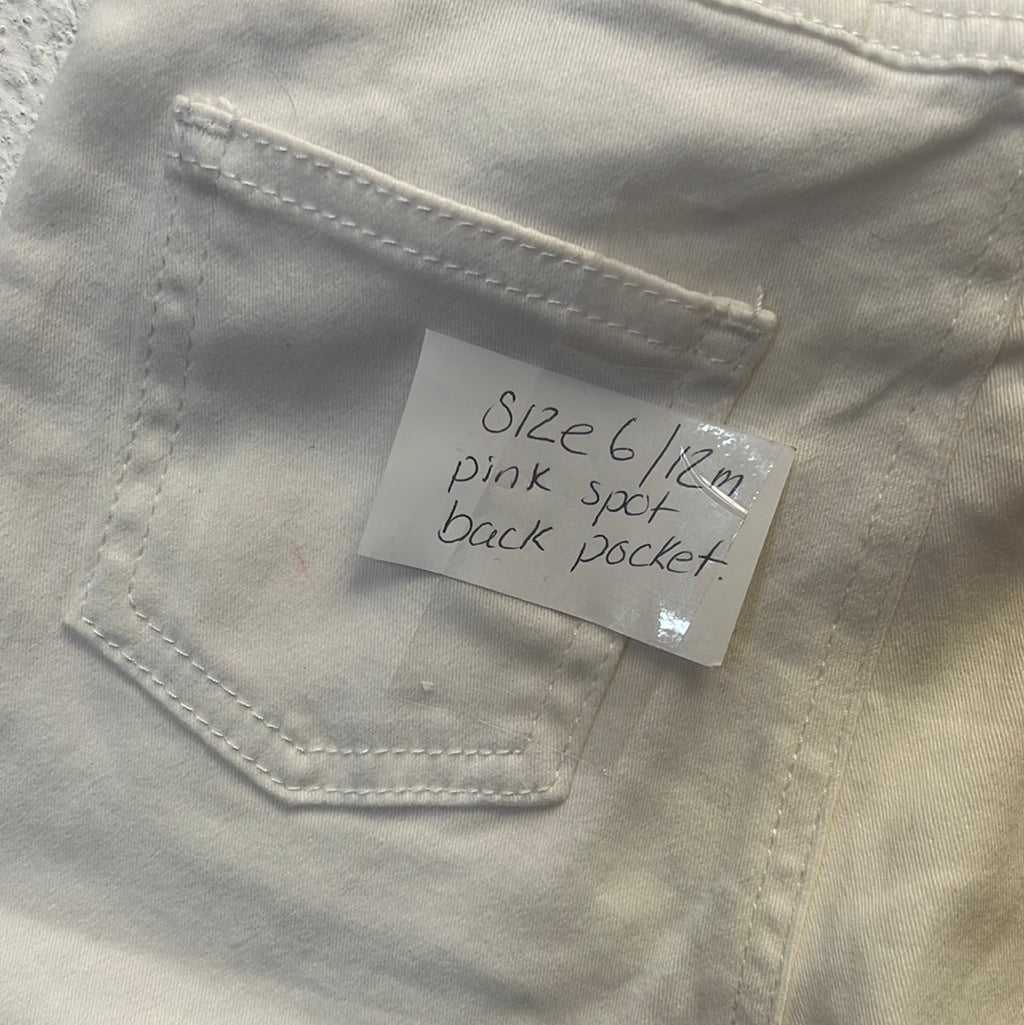 Size 6/12m
pink spot
back pocket.